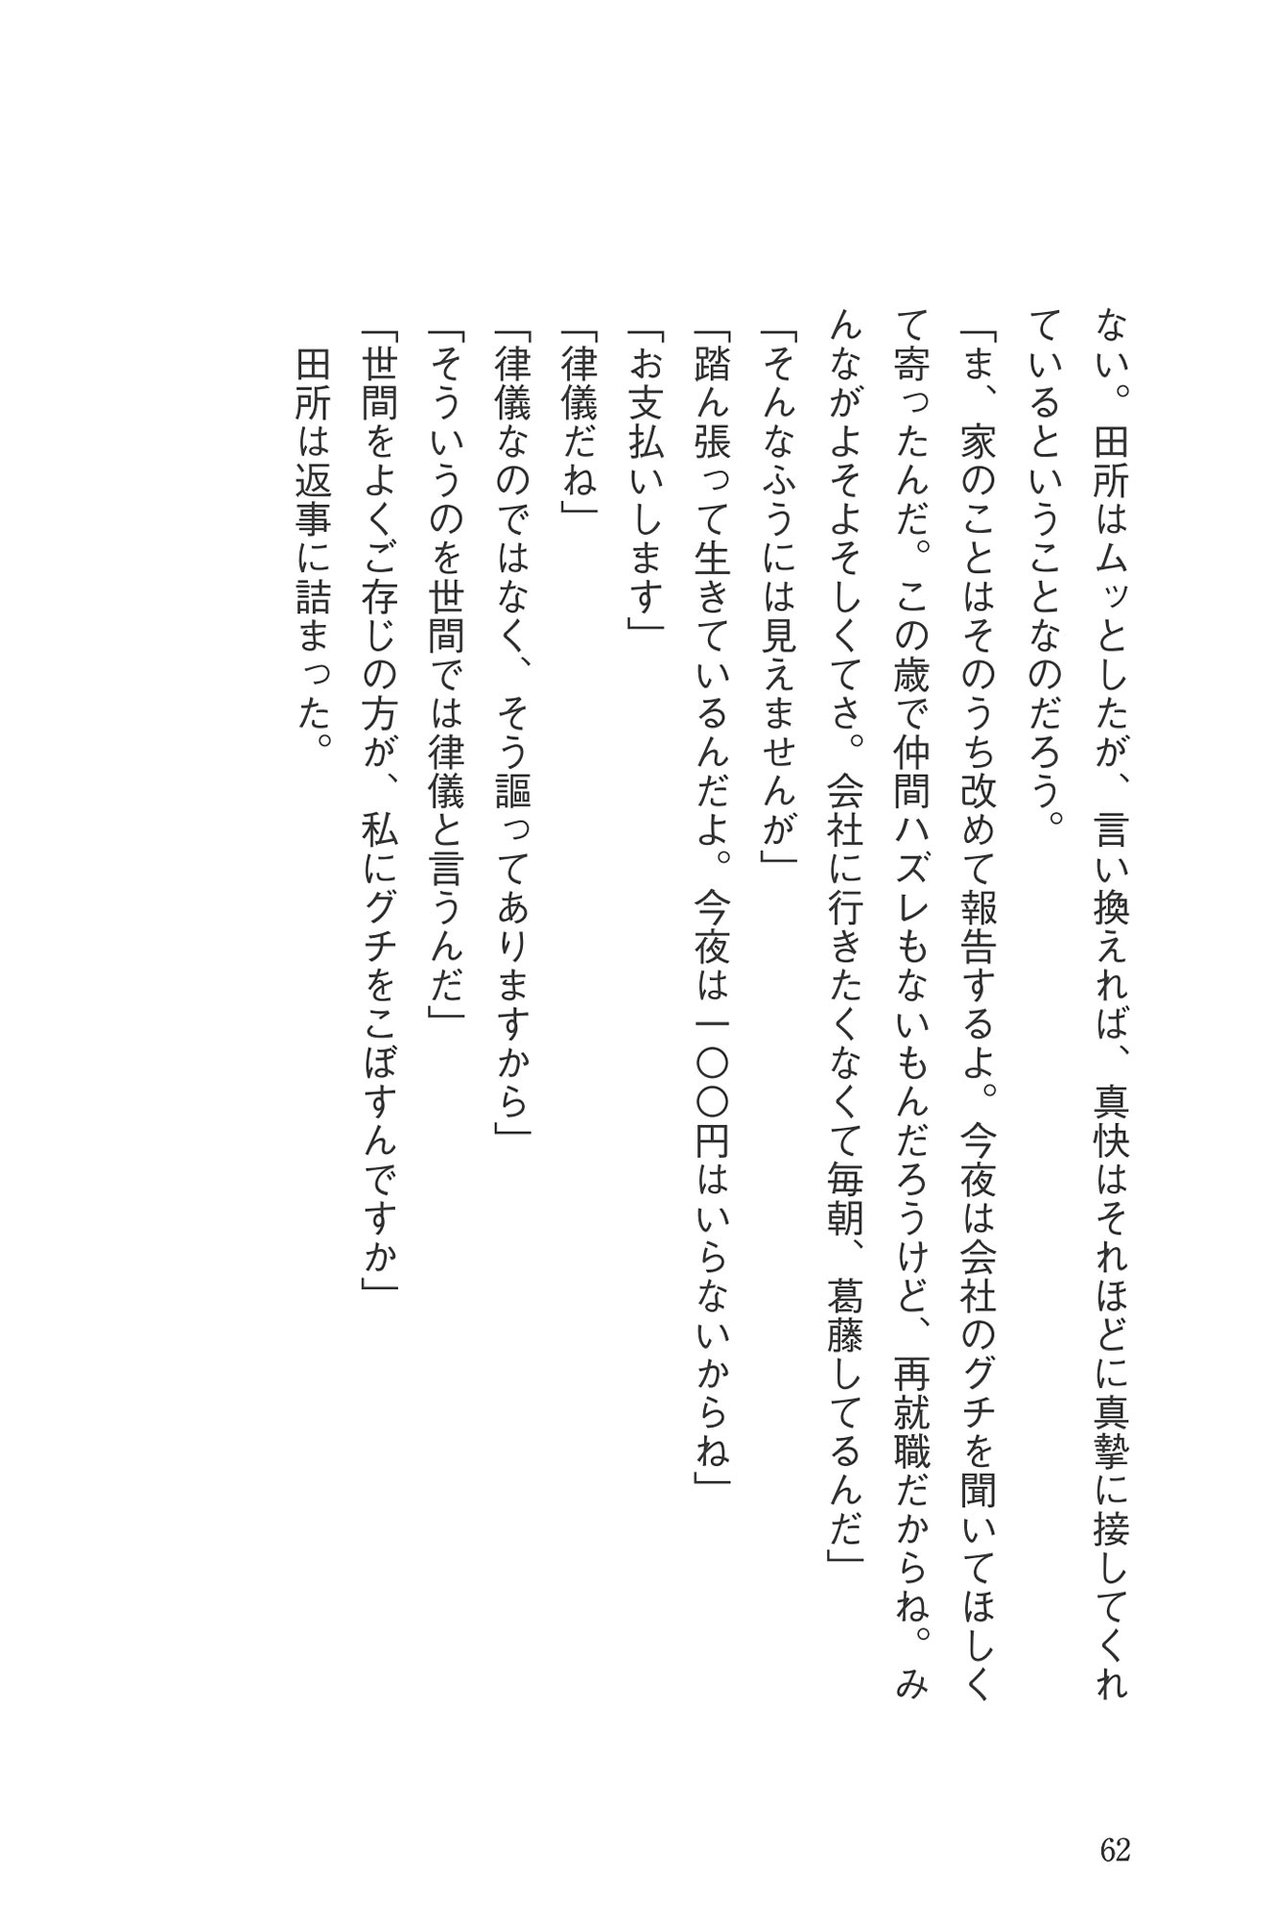 ない。田所はムッとしたが、言い換えれば、真快はそれほどに真摯に接してくれ
ているということなのだろう。
「ま、家のことはそのうち改めて報告するよ。今夜は会社のグチを聞いてほしく
て寄ったんだ。この歳で仲間ハズレもないもんだろうけど、再就職だからね。み
んながよそよそしくてさ。会社に行きたくなくて毎朝、葛藤してるんだ」
「そんなふうには見えませんが」
「踏ん張って生きているんだよ。今夜は一〇〇円はいらないからね」
「お支払いします」
「律儀だね」
「律儀なのではなく、そう謳ってありますから」
「そういうのを世間では律儀と言うんだ」
「世間をよくご存じの方が、私にグチをこぼすんですか」
　田所は返事に詰まった。
62